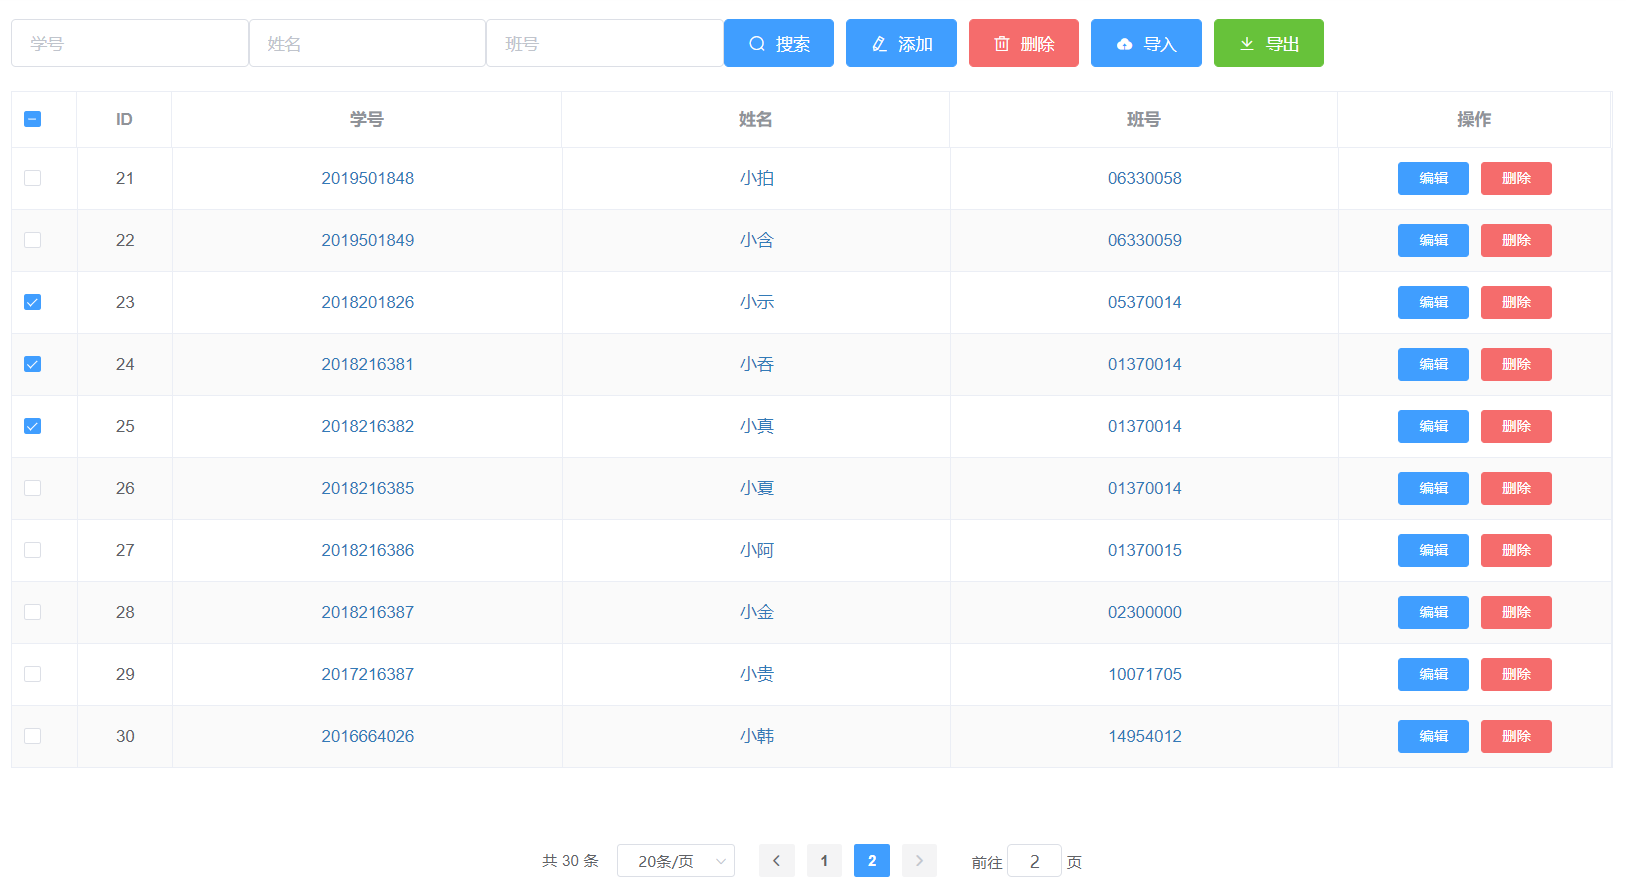 学号 姓名 班号 搜索 添加 删除 导入 导出
ID 学号 姓名 班号 操作
21 2019501848 小拍 06330058 编辑 删除
22 2019501849 小含 06330059 编辑 删除
23 2018201826 小示 05370014 编辑 删除
24 2018216381 小吞 01370014 编辑 删除
25 2018216382 小真 01370014 编辑 删除
26 2018216385 小夏 01370014 编辑 删除
27 2018216386 小阿 01370015 编辑 删除
28 2018216387 小金 02300000 编辑 删除
29 2017216387 小贵 10071705 编辑 删除
30 2016664026 小韩 14954012 编辑 删除
共 30 条 20条/页 1 2 前往 2 页